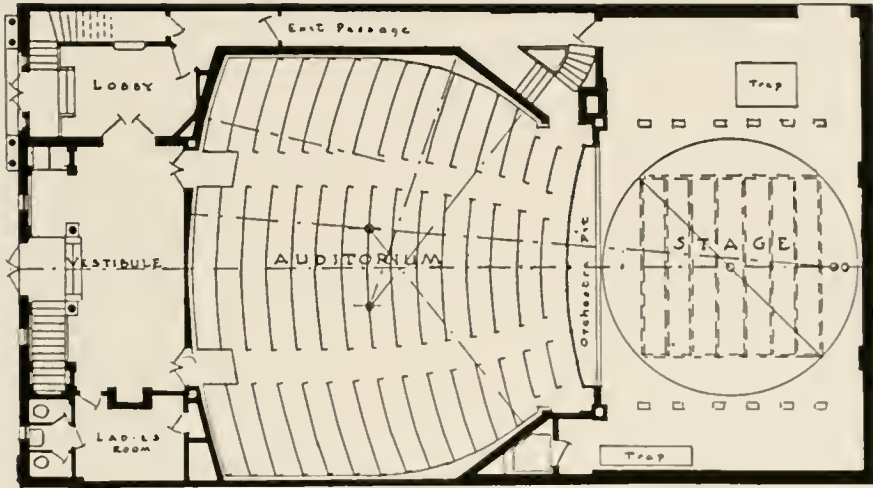 Exit Passage
LOBBY
Trap
VESTIBULE
AUDITORIUM
Orchestra Pit
STAGE
LADIES
ROOM
Trap